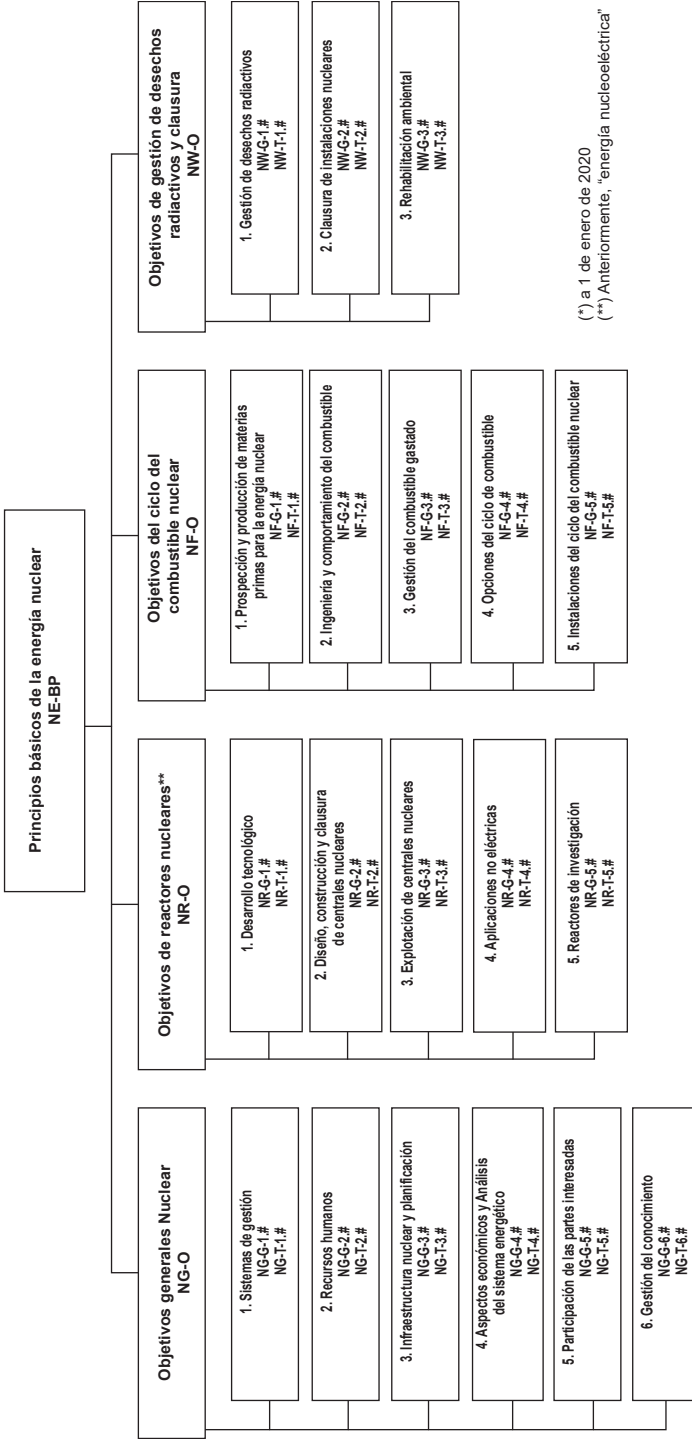 Principios básicos de la energía nuclear
NE-BP
Objetivos generales Nuclear
NG-O
1. Sistemas de gestión
NG-G-1.#
NG-T-1.#
2. Recursos humanos
NG-G-2.#
NG-T-2.#
3. Infraestructura nuclear y planificación
NG-G-3.#
NG-T-3.#
4. Aspectos económicos y Análisis
del sistema energético
NG-G-4.#
NG-T-4.#
5. Participación de las partes interesadas
NG-G-5.#
NG-T-5.#
6. Gestión del conocimiento
NG-G-6.#
NG-T-6.#
Objetivos de reactores nucleares**
NR-O
1. Desarrollo tecnológico
NR-G-1.#
NR-T-1.#
2. Diseño, construcción y clausura
de centrales nucleares
NR-G-2.#
NR-T-2.#
3. Explotación de centrales nucleares
NR-G-3.#
NR-T-3.#
4. Aplicaciones no eléctricas
NR-G-4.#
NR-T-4.#
5. Reactores de investigación
NR-G-5.#
NR-T-5.#
Objetivos del ciclo del
combustible nuclear
NF-O
1. Prospección y producción de materias
primas para la energía nuclear
NF-G-1.#
NF-T-1.#
2. Ingeniería y comportamiento del combustible
NF-G-2.#
NF-T-2.#
3. Gestión del combustible gastado
NF-G-3.#
NF-T-3.#
4. Opciones del ciclo de combustible
NF-G-4.#
NF-T-4.#
5. Instalaciones del ciclo del combustible nuclear
NF-G-5.#
NF-T-5.#
Objetivos de gestión de desechos
radiactivos y clausura
NW-O
1. Gestión de desechos radiactivos
NW-G-1.#
NW-T-1.#
2. Clausura de instalaciones nucleares
NW-G-2.#
NW-T-2.#
3. Rehabilitación ambiental
NW-G-3.#
NW-T-3.#
(*) a 1 de enero de 2020
(**) Anteriormente, “energía nucleoeléctrica”